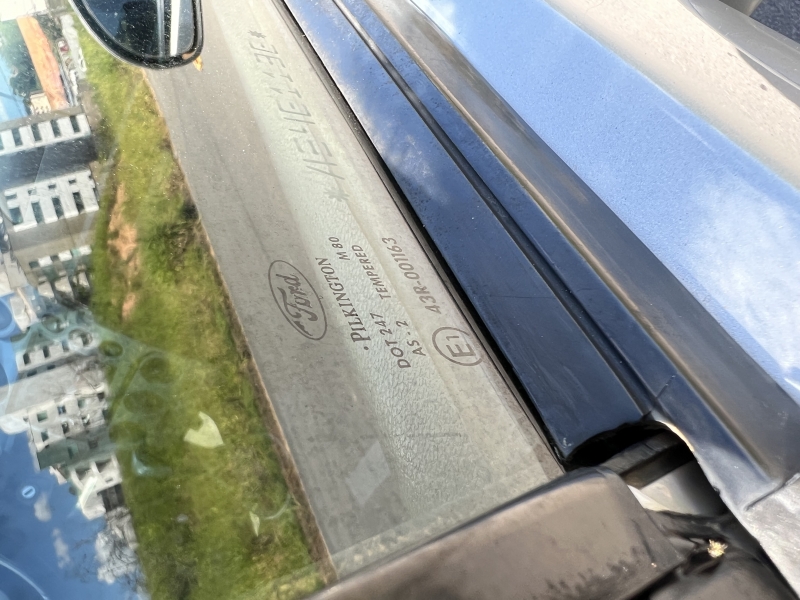 Ford
PILKINGTON
M 80
DOT 247 TEMPERED
AS-2
43R-001163
E1